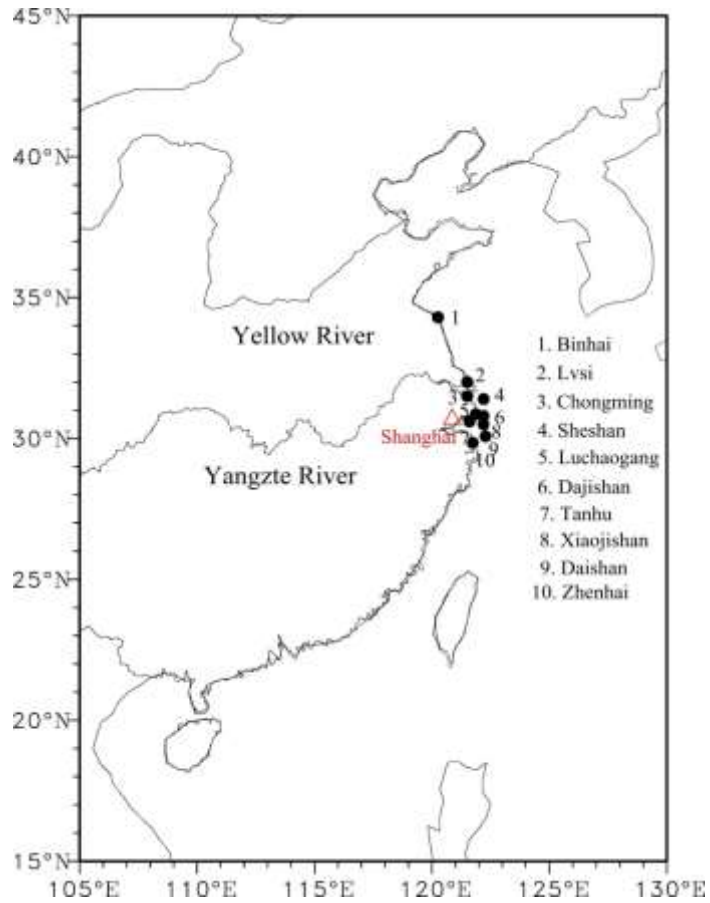 45°N
40°N
35°N
30°N
25°N
20°N
15°N
105°E 110°E 115°E 120°E 125°E 130°E
Yellow River
Yangzte River
Shanghai
1
2
3
4
5
6
8
9
10
1. Binhai
2. Lvsi
3. Chongming
4. Sheshan
5. Luchaogang
6. Dajishan
7. Tanhu
8. Xiaojishan
9. Daishan
10. Zhenhai